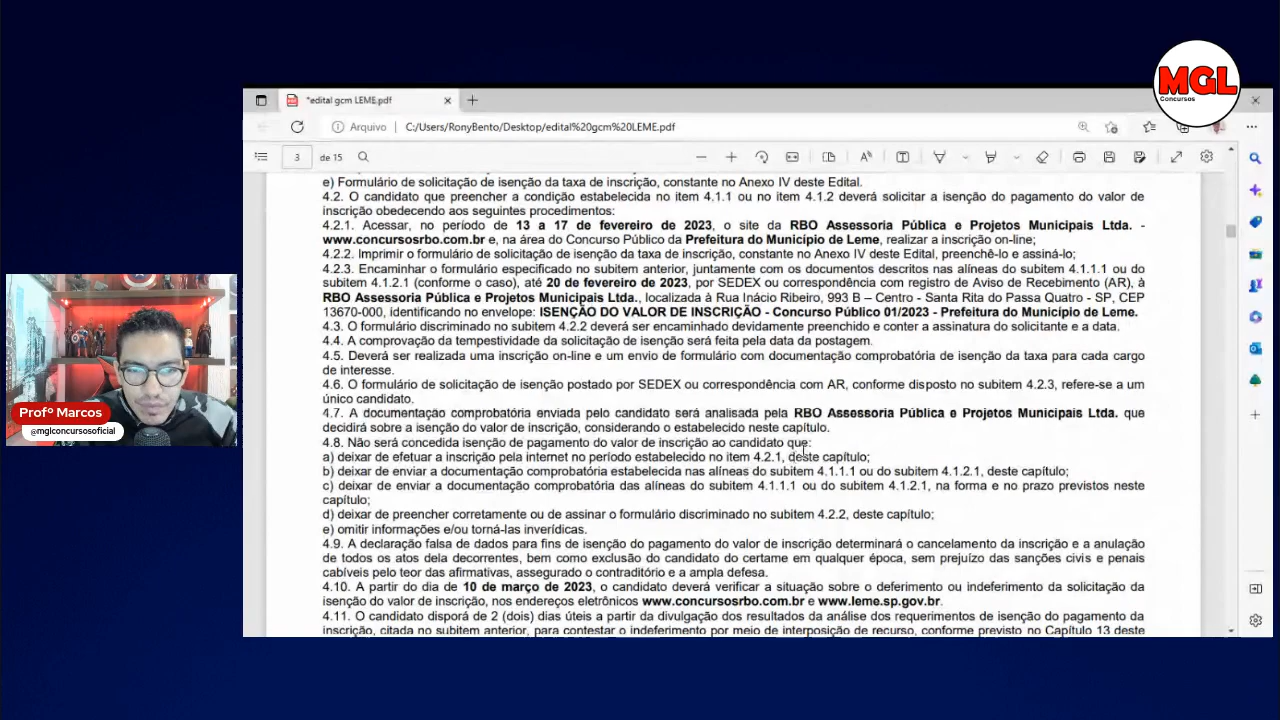 MGL
Concursos
*edital gcm LEME.pdf
Arquivo | C:/Users/RonyBento/Desktop/edital%20gcm%20LEME.pdf
3 de 15
e) Formulário de solicitação de isenção da taxa de inscrição, constante no Anexo IV deste Edital.
4.2. O candidato que preencher a condição estabelecida no item 4.1.1 ou no item 4.1.2 deverá solicitar a isenção do pagamento do valor de
inscrição obedecendo aos seguintes procedimentos:
4.2.1. Acessar, no período de 13 a 17 de fevereiro de 2023, o site da RBO Assessoria Pública e Projetos Municipais Ltda. -
www.concursosrbo.com.br e, na área do Concurso Público da Prefeitura do Município de Leme, realizar a inscrição on-line;
4.2.2. Imprimir o formulário de solicitação de isenção da taxa de inscrição, constante no Anexo IV deste Edital, preenchê-lo e assiná-lo;
4.2.3. Encaminhar o formulário especificado no subitem anterior, juntamente com os documentos descritos nas alíneas do subitem 4.1.1.1 ou do
subitem 4.1.2.1 (conforme o caso), até 20 de fevereiro de 2023, por SEDEX ou correspondência com registro de Aviso de Recebimento (AR), à
RBO Assessoria Pública e Projetos Municipais Ltda., localizada à Rua Inácio Ribeiro, 993 B – Centro - Santa Rita do Passa Quatro - SP, CEP
13670-000, identificando no envelope: ISENÇÃO DO VALOR DE INSCRIÇÃO - Concurso Público 01/2023 - Prefeitura do Município de Leme.
4.3. O formulário discriminado no subitem 4.2.2 deverá ser encaminhado devidamente preenchido e conter a assinatura do solicitante e a data.
4.4. A comprovação da tempestividade da solicitação de isenção será feita pela data da postagem.
4.5. Deverá ser realizada uma inscrição on-line e um envio de formulário com documentação comprobatória de isenção da taxa para cada cargo
de interesse.
4.6. O formulário de solicitação de isenção postado por SEDEX ou correspondência com AR, conforme disposto no subitem 4.2.3, refere-se a um
único candidato.
4.7. A documentação comprobatória enviada pelo candidato será analisada pela RBO Assessoria Pública e Projetos Municipais Ltda. que
decidirá sobre a isenção do valor de inscrição, considerando o estabelecido neste capítulo.
4.8. Não será concedida isenção de pagamento do valor de inscrição ao candidato que:
a) deixar de efetuar a inscrição pela internet no período estabelecido no item 4.2.1, deste capítulo;
b) deixar de enviar a documentação comprobatória estabelecida nas alíneas do subitem 4.1.1.1 ou do subitem 4.1.2.1, deste capítulo;
c) deixar de enviar a documentação comprobatória das alíneas do subitem 4.1.1.1 ou do subitem 4.1.2.1, na forma e no prazo previstos neste
capítulo;
d) deixar de preencher corretamente ou de assinar o formulário discriminado no subitem 4.2.2, deste capítulo;
e) omitir informações e/ou torná-las inverídicas.
4.9. A declaração falsa de dados para fins de isenção do pagamento do valor de inscrição determinará o cancelamento da inscrição e a anulação
de todos os atos dela decorrentes, bem como exclusão do candidato do certame em qualquer época, sem prejuízo das sanções civis e penais
cabíveis pelo teor das afirmativas, assegurado o contraditório e a ampla defesa.
4.10. A partir do dia de 10 de março de 2023, o candidato deverá verificar a situação sobre o deferimento ou indeferimento da solicitação da
isenção do valor de inscrição, nos endereços eletrônicos www.concursosrbo.com.br e www.leme.sp.gov.br.
4.11. O candidato disporá de 2 (dois) dias úteis a partir da divulgação dos resultados da análise dos requerimentos de isenção do pagamento da
inscrição, citada no subitem anterior, para contestar o indeferimento por meio de interposição de recurso, conforme previsto no Capítulo 13 deste
Profº Marcos
@mglconcursosoficial